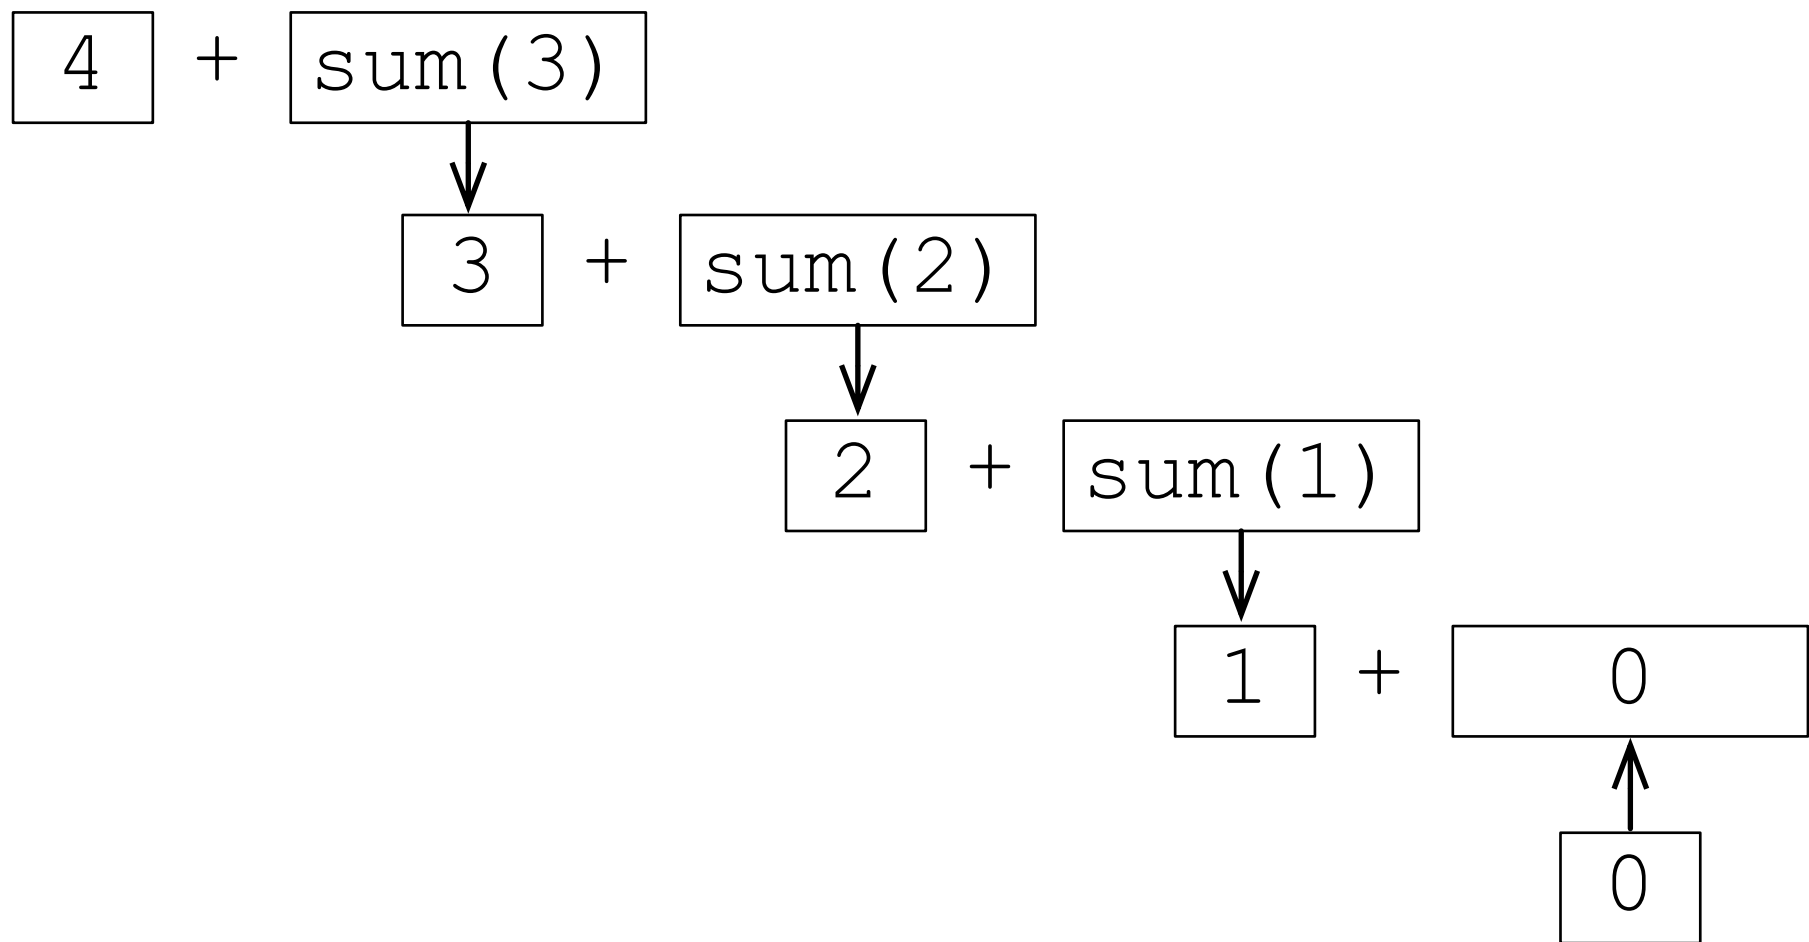 4 + sum(3)
3 + sum(2)
2 + sum(1)
1 + 0
0